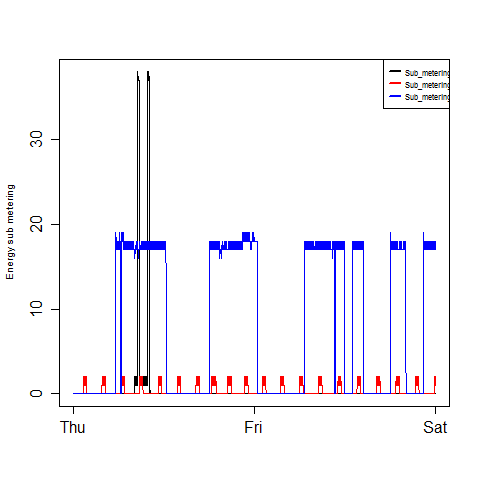 Sub_metering
Sub_metering
Sub_metering
Energy sub metering
30
20
10
0
Thu Fri Sat